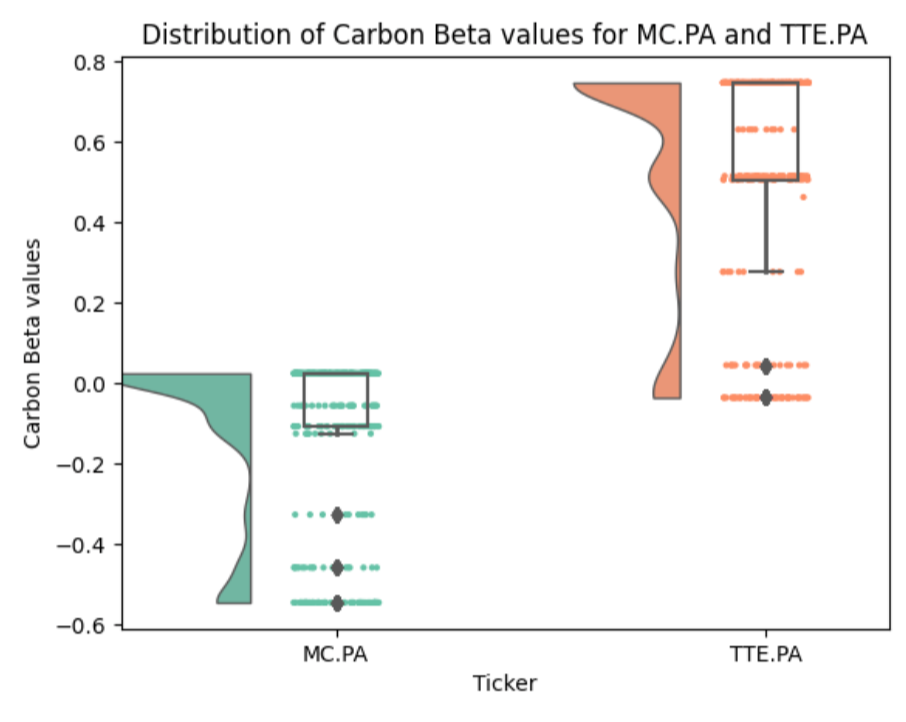 Distribution of Carbon Beta values for MC.PA and TTE.PA
0.8
0.6
0.4
0.2
0.0
−0.2
−0.4
−0.6
Carbon Beta values
MC.PA
TTE.PA
Ticker